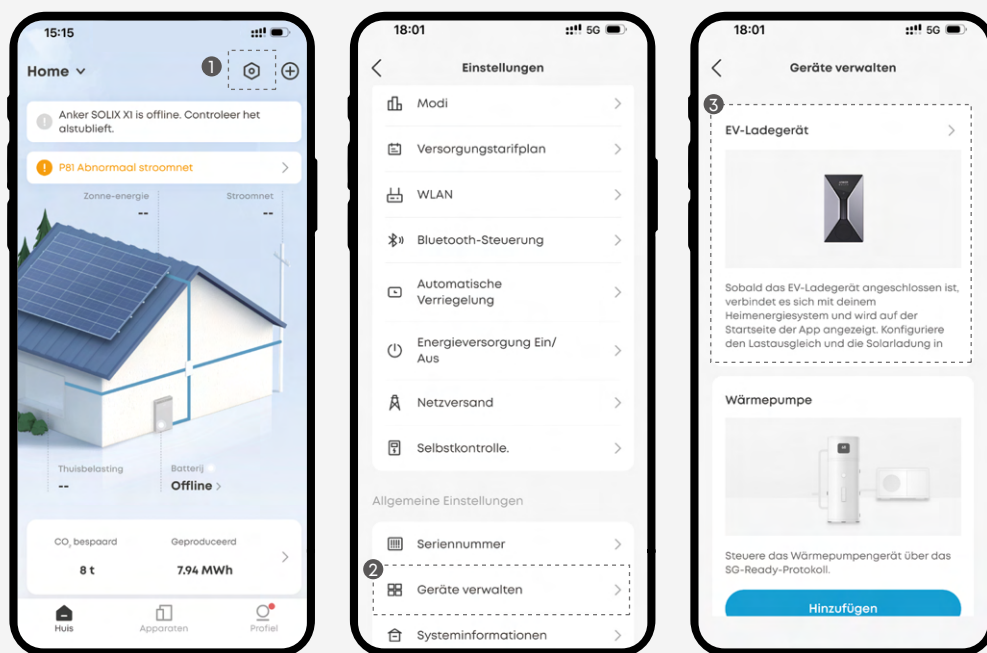 15:15
Home
1
Anker SOLIX X1 is offline. Controleer het
alstublieft.
P81 Abnormaal stroomnet
Zonne-energie
Stroomnet
--
--
Thuisbelasting
Batterij
--
Offline >
CO₂ bespaard
Geproduceerd
8 t
7.94 MWh
Huis
Apparaten
Profiel
18:01
5G
Einstellungen
Modi
Versorgungstarifplan
WLAN
Bluetooth-Steuerung
Automatische
Verriegelung
Energieversorgung Ein/
Aus
Netzversand
Selbstkontrolle.
Allgemeine Einstellungen
Seriennummer
2
Geräte verwalten
Systeminformationen
18:01
5G
Geräte verwalten
3
EV-Ladegerät
Sobald das EV-Ladegerät angeschlossen ist,
verbindet es sich mit deinem
Heimenergiesystem und wird auf der
Startseite der App angezeigt. Konfiguriere
den Lastausgleich und die Solarladung in
Wärmepumpe
Steuere das Wärmepumpengerät über das
SG-Ready-Protokoll.
Hinzufügen